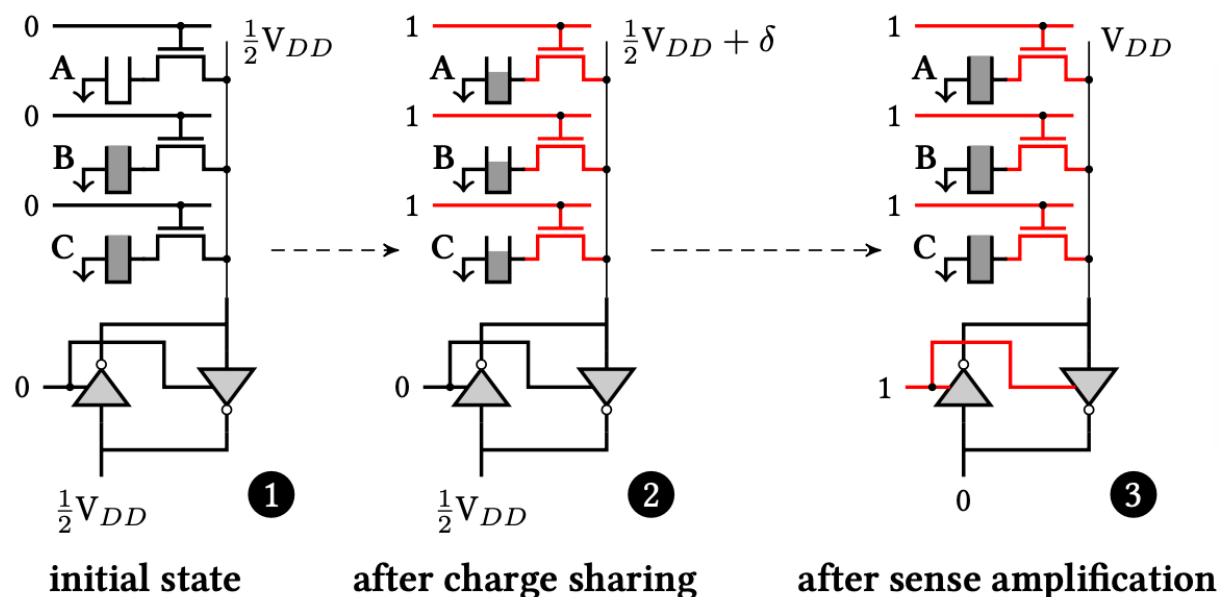 0 ½V_DD 1 ½V_DD + δ 1 V_DD
A A A
0 1 1
B B B
0 1 1
C C C
0 0 1
½V_DD 1 ½V_DD 2 0 3
initial state after charge sharing after sense amplification